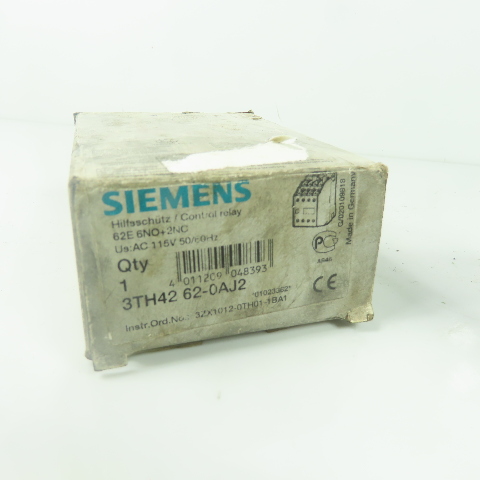 SIEMENS
Hilfsschütz / Control relay
62E 6NO+2NC
Us:AC 115V 50/60Hz
Qty
1
4 011209 048393
3TH42 62-0AJ2
Instr.Ord.No. 3ZX1012-0TH01-1BA1
Made in Germany
CE